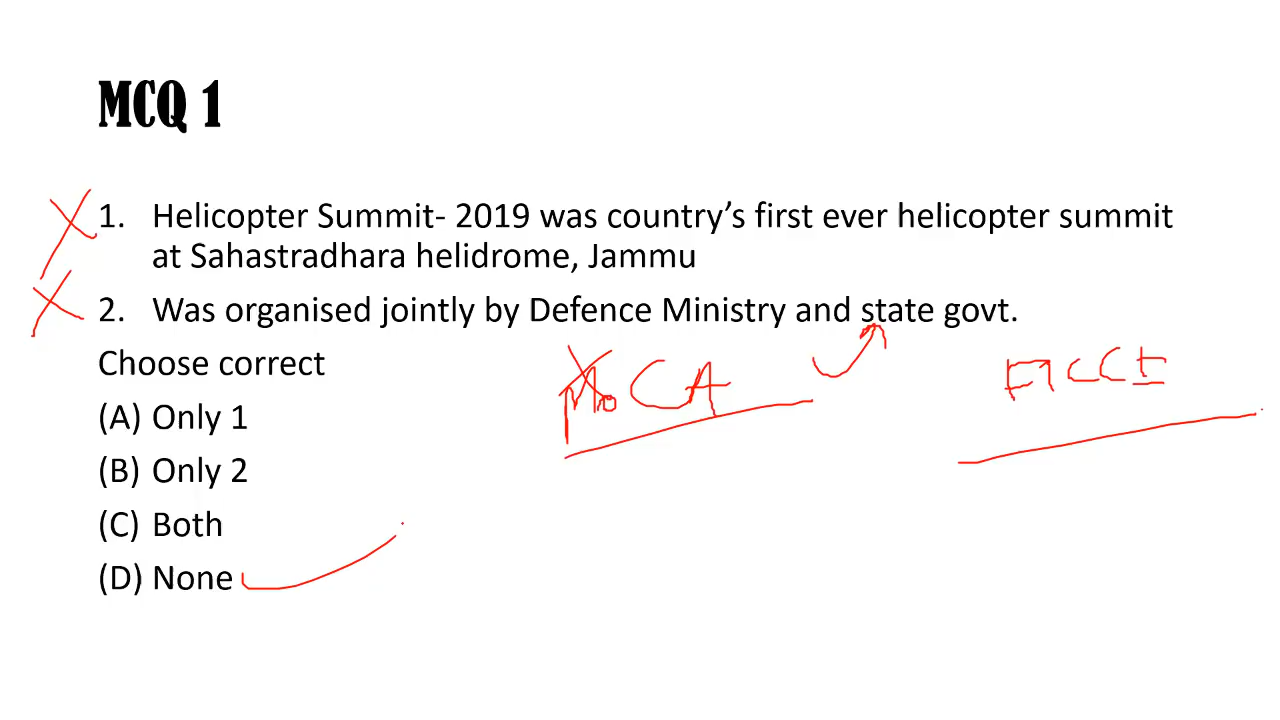 MCQ 1
1. Helicopter Summit- 2019 was country's first ever helicopter summit
at Sahastradhara helidrome, Jammu
2. Was organised jointly by Defence Ministry and state govt.
Choose correct
MoCA
FICCI
(A) Only 1
(B) Only 2
(C) Both
(D) None